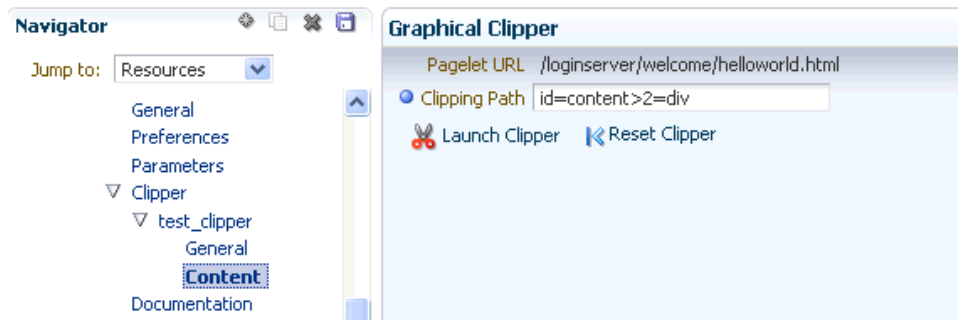 Navigator
Jump to: Resources
General
Preferences
Parameters
Clipper
test_clipper
General
Content
Documentation
Graphical Clipper
Pagelet URL /loginserver/welcome/helloworld.html
Clipping Path id=content>2=div
Launch Clipper Reset Clipper